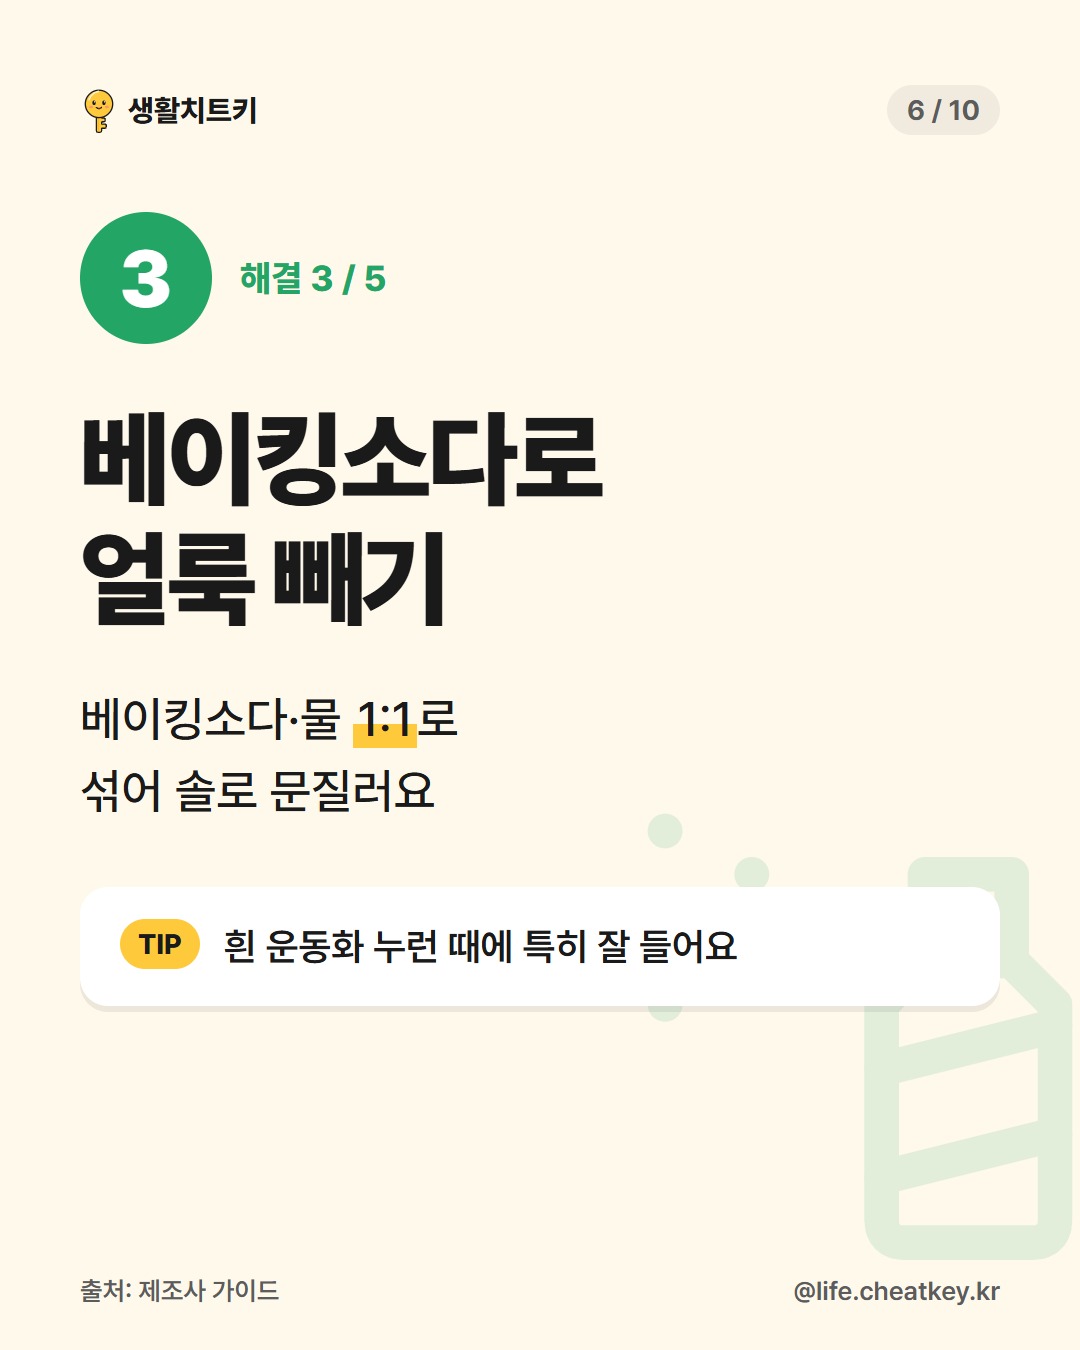 생활치트키
6 / 10
3
해결 3 / 5
베이킹소다로
얼룩 빼기
베이킹소다·물 1:1로
섞어 솔로 문질러요
TIP 흰 운동화 누런 때에 특히 잘 들어요
출처: 제조사 가이드
@life.cheatkey.kr